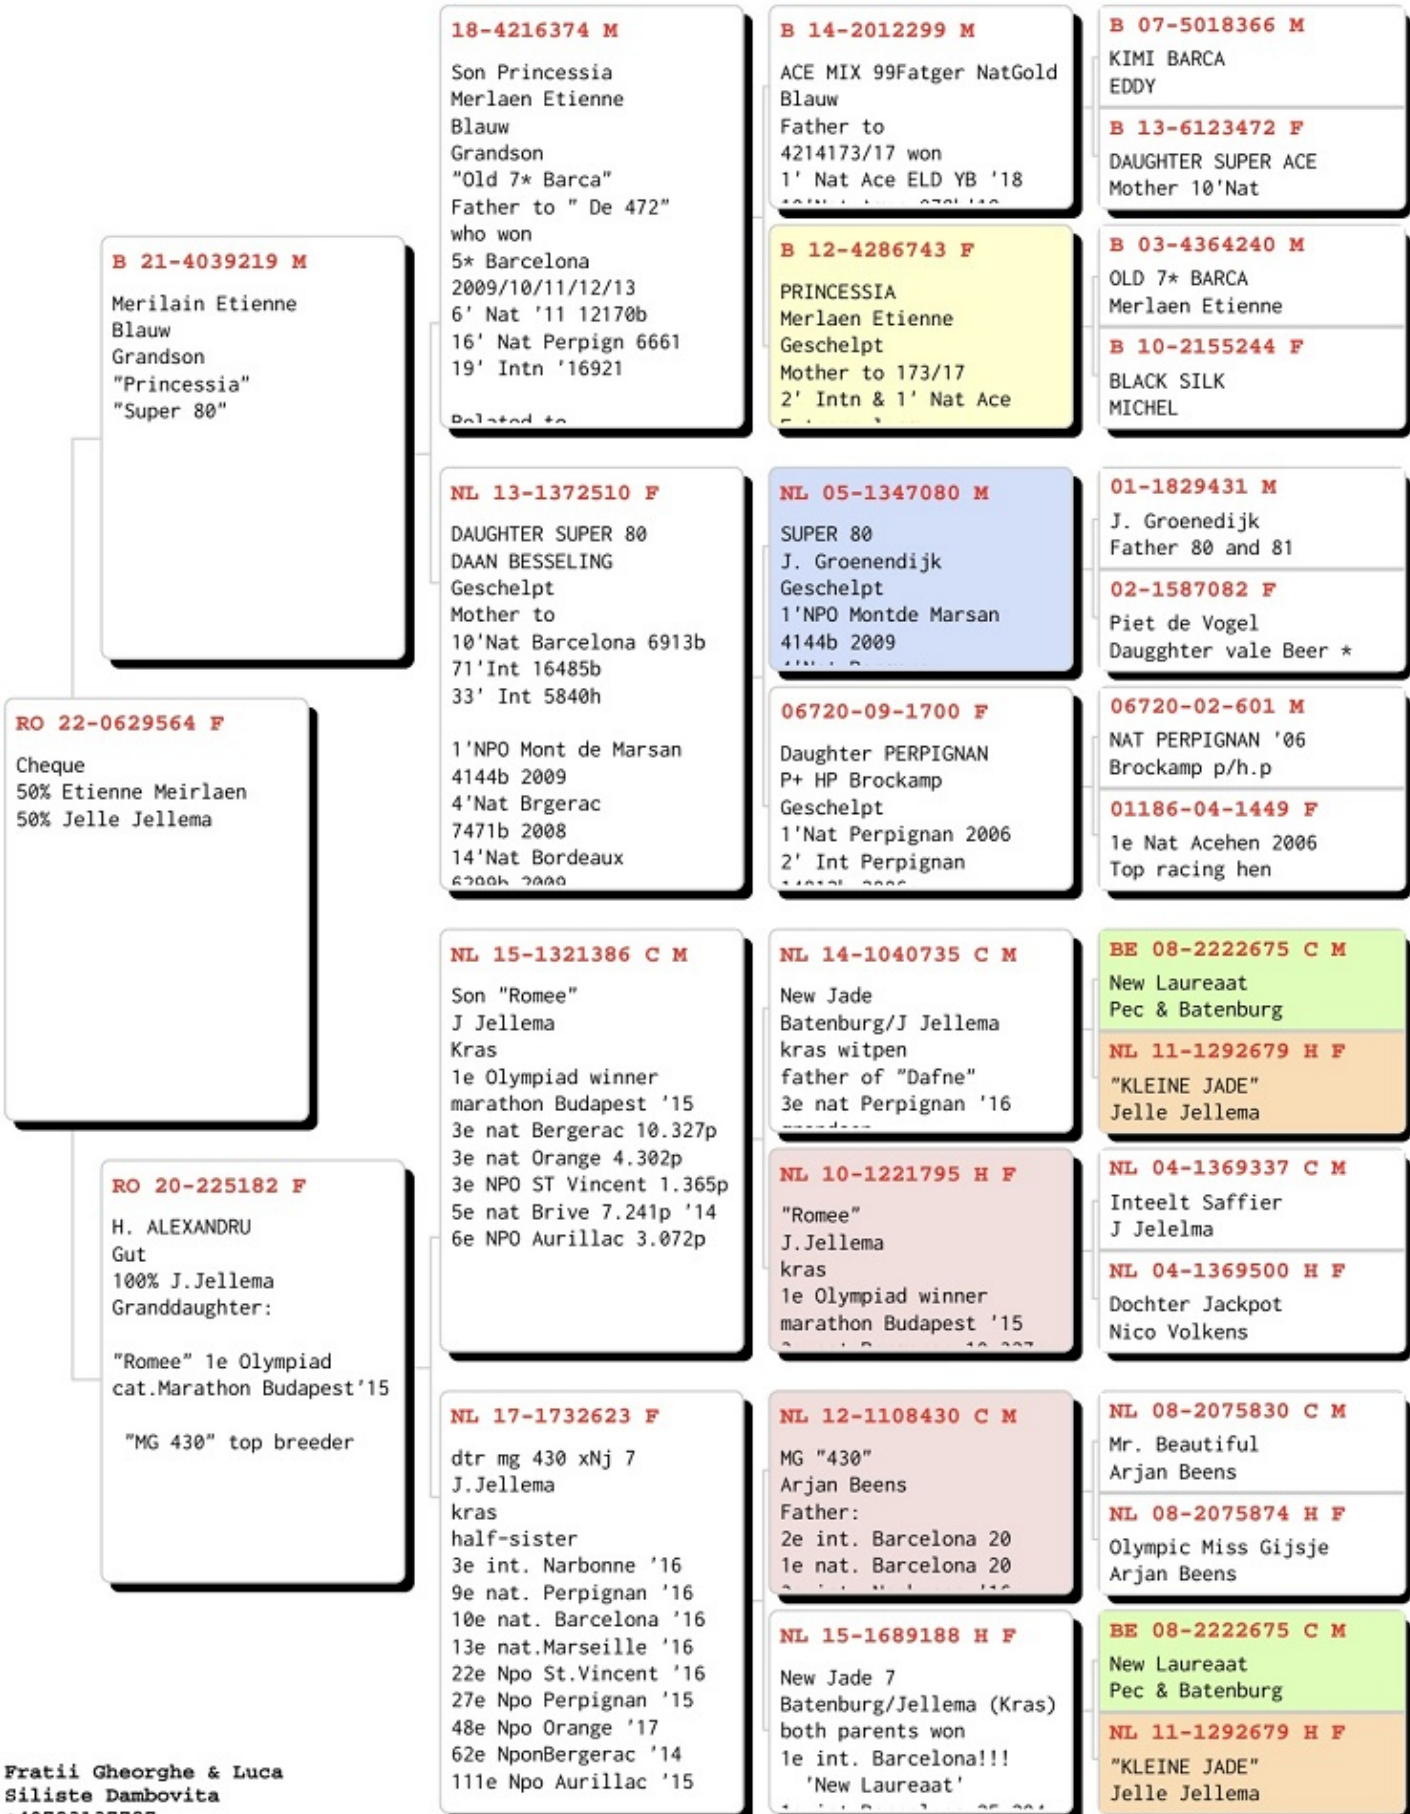 18-4216374 M
Son Princessia
Merlaen Etienne
Blauw
Grandson
"Old 7* Barca"
Father to " De 472"
who won
5* Barcelona
2009/10/11/12/13
6' Nat '11 12170b
16' Nat Perpign 6661
19' Intn '16921
Related to
B 14-2012299 M
ACE MIX 99Fatger NatGold
Blauw
Father to
4214173/17 won
1' Nat Ace ELD YB '18
B 07-5018366 M
KIMI BARCA
EDDY
B 13-6123472 F
DAUGHTER SUPER ACE
Mother 10'Nat
B 12-4286743 F
PRINCESSIA
Merlaen Etienne
Geschelpt
Mother to 173/17
2' Intn & 1' Nat Ace
B 03-4364240 M
OLD 7* BARCA
Merlaen Etienne
B 10-2155244 F
BLACK SILK
MICHEL
B 21-4039219 M
Merilain Etienne
Blauw
Grandson
"Princessia"
"Super 80"
NL 13-1372510 F
DAUGHTER SUPER 80
DAAN BESSELING
Geschelpt
Mother to
10'Nat Barcelona 6913b
71'Int 16485b
33' Int 5840h
1'NPO Mont de Marsan
4144b 2009
4'Nat Brgerac
7471b 2008
14'Nat Bordeaux
6299b 2009
NL 05-1347080 M
SUPER 80
J. Groenendijk
Geschelpt
1'NPO Montde Marsan
4144b 2009
01-1829431 M
J. Groenedijk
Father 80 and 81
02-1587082 F
Piet de Vogel
Daugghter vale Beer *
06720-09-1700 F
Daughter PERPIGNAN
P+ HP Brockamp
Geschelpt
1'Nat Perpignan 2006
2' Int Perpignan
06720-02-601 M
NAT PERPIGNAN '06
Brockamp p/h.p
01186-04-1449 F
1e Nat Acehen 2006
Top racing hen
RO 22-0629564 F
Cheque
50% Etienne Meirlaen
50% Jelle Jellema
NL 15-1321386 C M
Son "Romee"
J Jellema
Kras
1e Olympiad winner
marathon Budapest '15
3e nat Bergerac 10.327p
3e nat Orange 4.302p
3e NPO ST Vincent 1.365p
5e nat Brive 7.241p '14
6e NPO Aurillac 3.072p
NL 14-1040735 C M
New Jade
Batenburg/J Jellema
kras witpen
father of "Dafne"
3e nat Perpignan '16
BE 08-2222675 C M
New Laureaat
Pec & Batenburg
NL 11-1292679 H F
"KLEINE JADE"
Jelle Jellema
NL 10-1221795 H F
"Romee"
J.Jellema
kras
1e Olympiad winner
marathon Budapest '15
NL 04-1369337 C M
Inteelt Saffier
J Jelelma
NL 04-1369500 H F
Dochter Jackpot
Nico Volkens
RO 20-225182 F
H. ALEXANDRU
Gut
100% J.Jellema
Granddaughter:
"Romee" 1e Olympiad
cat.Marathon Budapest'15
"MG 430" top breeder
NL 17-1732623 F
dtr mg 430 xNj 7
J.Jellema
kras
half-sister
3e int. Narbonne '16
9e nat. Perpignan '16
10e nat. Barcelona '16
13e nat.Marseille '16
22e Npo St.Vincent '16
27e Npo Perpignan '15
48e Npo Orange '17
62e NponBergerac '14
111e Npo Aurillac '15
NL 12-1108430 C M
MG "430"
Arjan Beens
Father:
2e int. Barcelona 20
1e nat. Barcelona 20
NL 08-2075830 C M
Mr. Beautiful
Arjan Beens
NL 08-2075874 H F
Olympic Miss Gijsje
Arjan Beens
NL 15-1689188 H F
New Jade 7
Batenburg/Jellema (Kras)
both parents won
1e int. Barcelona!!!
'New Laureaat'
BE 08-2222675 C M
New Laureaat
Pec & Batenburg
NL 11-1292679 H F
"KLEINE JADE"
Jelle Jellema
Fratii Gheorghe & Luca
Siliste Dambovita